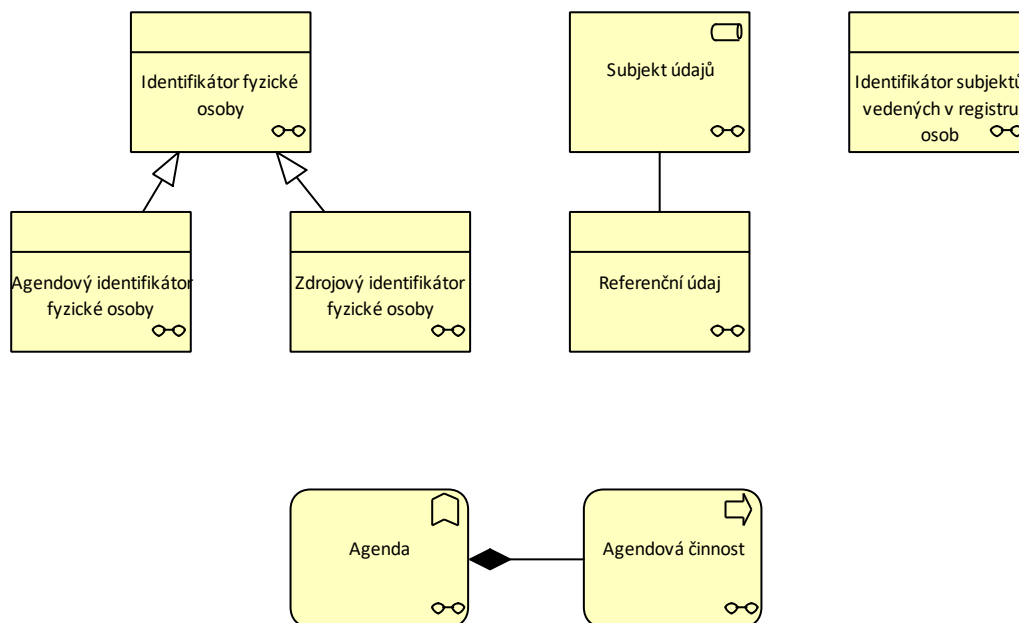 Identifikátor fyzické
osoby
Subjekt údajů
Identifikátor subjektů
vedených v registru
osob
Agendový identifikátor
fyzické osoby
Zdrojový identifikátor
fyzické osoby
Referenční údaj
Agenda
Agendová činnost